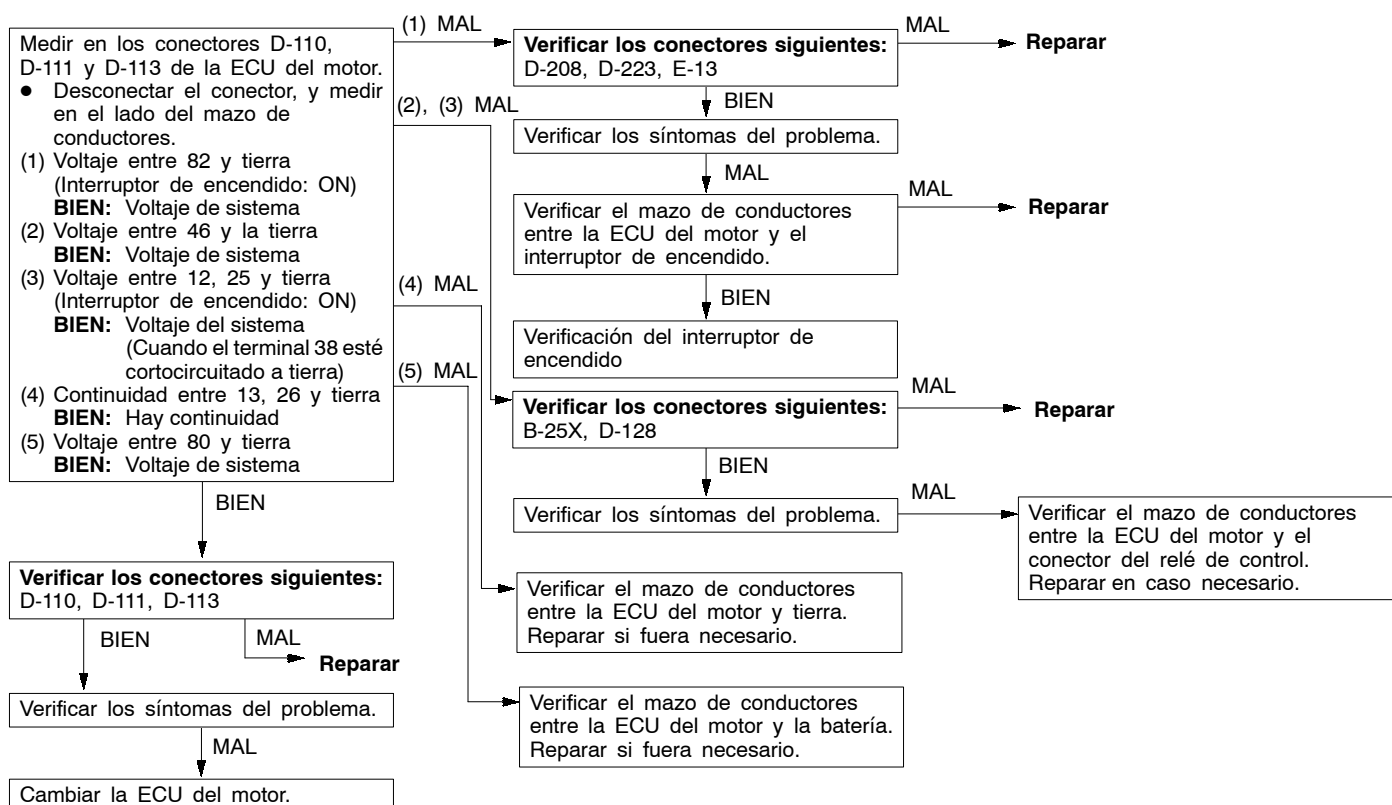 Medir en los conectores D-110,
D-111 y D-113 de la ECU del motor.
● Desconectar el conector, y medir
en el lado del mazo de
conductores.
(1) Voltaje entre 82 y tierra
(Interruptor de encendido: ON)
BIEN: Voltaje de sistema
(2) Voltaje entre 46 y la tierra
BIEN: Voltaje de sistema
(3) Voltaje entre 12, 25 y tierra
(Interruptor de encendido: ON)
BIEN: Voltaje del sistema
(Cuando el terminal 38 esté
cortocircuitado a tierra)
(4) Continuidad entre 13, 26 y tierra
BIEN: Hay continuidad
(5) Voltaje entre 80 y tierra
BIEN: Voltaje de sistema
BIEN
Verificar los conectores siguientes:
D-110, D-111, D-113
BIEN
MAL
Reparar
Verificar los síntomas del problema.
MAL
Cambiar la ECU del motor.
(1) MAL
Verificar los conectores siguientes:
D-208, D-223, E-13
MAL
Reparar
BIEN
Verificar los síntomas del problema.
MAL
Verificar el mazo de conductores
entre la ECU del motor y el
interruptor de encendido.
MAL
Reparar
BIEN
Verificación del interruptor de
encendido
(2), (3) MAL
Verificar los conectores siguientes:
B-25X, D-128
MAL
Reparar
BIEN
Verificar los síntomas del problema.
MAL
Verificar el mazo de conductores
entre la ECU del motor y el
conector del relé de control.
Reparar en caso necesario.
(4) MAL
Verificar el mazo de conductores
entre la ECU del motor y tierra.
Reparar si fuera necesario.
(5) MAL
Verificar el mazo de conductores
entre la ECU del motor y la batería.
Reparar si fuera necesario.